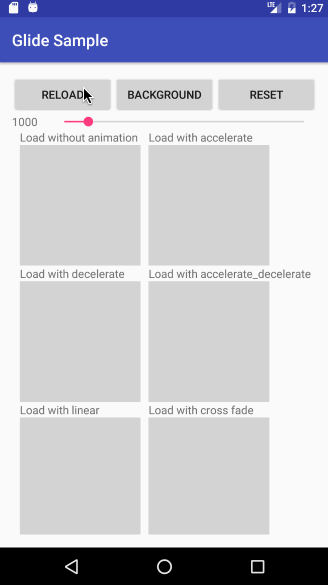 LTE 1:27
Glide Sample
RELOAD BACKGROUND RESET
1000
Load without animation Load with accelerate
Load with decelerate Load with accelerate_decelerate
Load with linear Load with cross fade